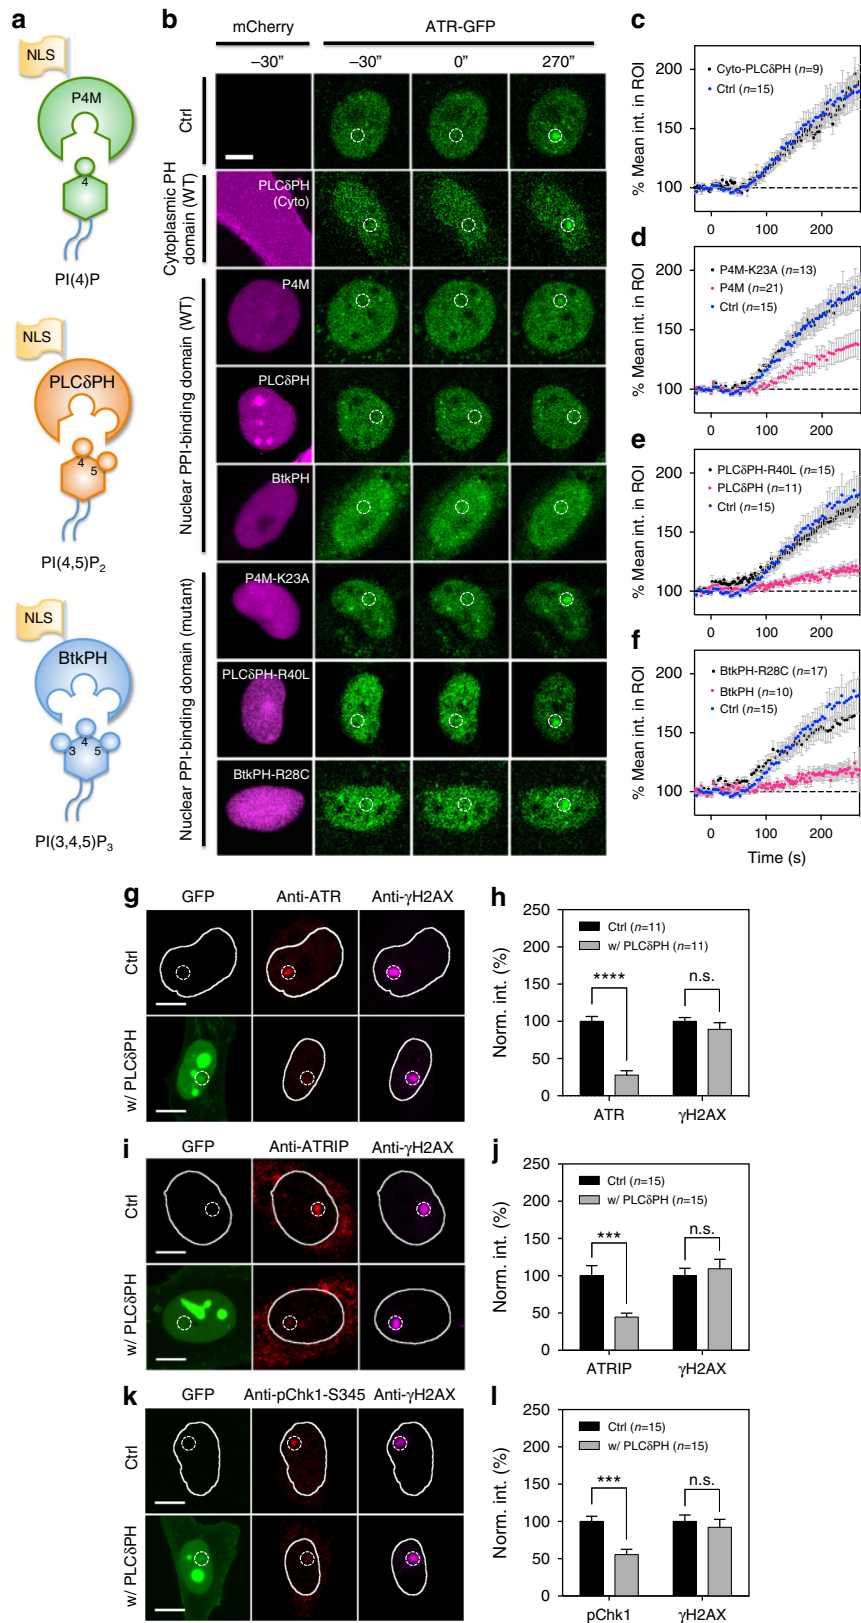 a
NLS
P4M
4
PI(4)P
NLS
PLCδPH
4
5
PI(4,5)P2
NLS
BtkPH
3
4
5
PI(3,4,5)P3
b
mCherry
ATR-GFP
–30” –30” 0” 270”
Ctrl
Cytoplasmic PH
domain (WT)
PLCδPH
(Cyto)
Nuclear PPI-binding domain (WT)
P4M
PLCδPH
BtkPH
Nuclear PPI-binding domain (mutant)
P4M-K23A
PLCδPH-R40L
BtkPH-R28C
c
% Mean int. in ROI
200
150
100
Cyto-PLCδPH (n=9)
Ctrl (n=15)
0 100 200
d
% Mean int. in ROI
200
150
100
P4M-K23A (n=13)
P4M (n=21)
Ctrl (n=15)
0 100 200
e
% Mean int. in ROI
200
150
100
PLCδPH-R40L (n=15)
PLCδPH (n=11)
Ctrl (n=15)
0 100 200
f
% Mean int. in ROI
200
150
100
BtkPH-R28C (n=17)
BtkPH (n=10)
Ctrl (n=15)
0 100 200
Time (s)
g
GFP Anti-ATR Anti-γH2AX
Ctrl
w/ PLCδPH
h
Norm. int. (%)
250
200
150
100
50
0
Ctrl (n=11)
w/ PLCδPH (n=11)
****
n.s.
ATR γH2AX
i
GFP Anti-ATRIP Anti-γH2AX
Ctrl
w/ PLCδPH
j
Norm. int. (%)
250
200
150
100
50
0
Ctrl (n=15)
w/ PLCδPH (n=15)
***
n.s.
ATRIP γH2AX
k
GFP Anti-pChk1-S345 Anti-γH2AX
Ctrl
w/ PLCδPH
l
Norm. int. (%)
250
200
150
100
50
0
Ctrl (n=15)
w/ PLCδPH (n=15)
***
n.s.
pChk1 γH2AX